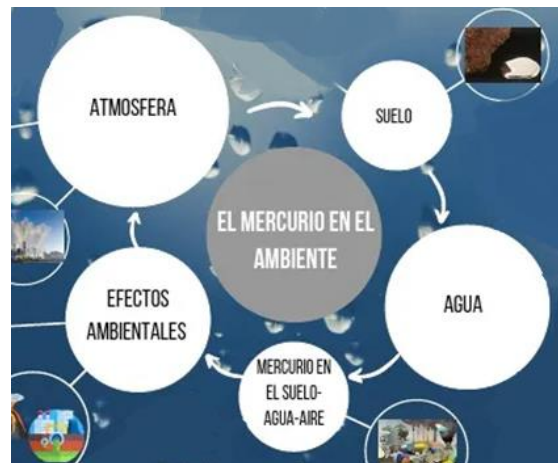 ATMOSFERA
SUELO
EL MERCURIO EN EL
AMBIENTE
AGUA
MERCURIO EN
EL SUELO-
AGUA-AIRE
EFECTOS
AMBIENTALES